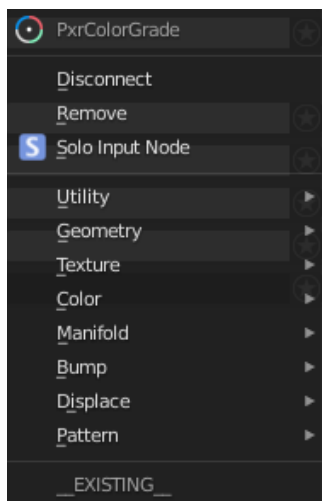 PxrColorGrade
Disconnect
Remove
S Solo Input Node
Utility
Geometry
Texture
Color
Manifold
Bump
Displace
Pattern
__EXISTING__